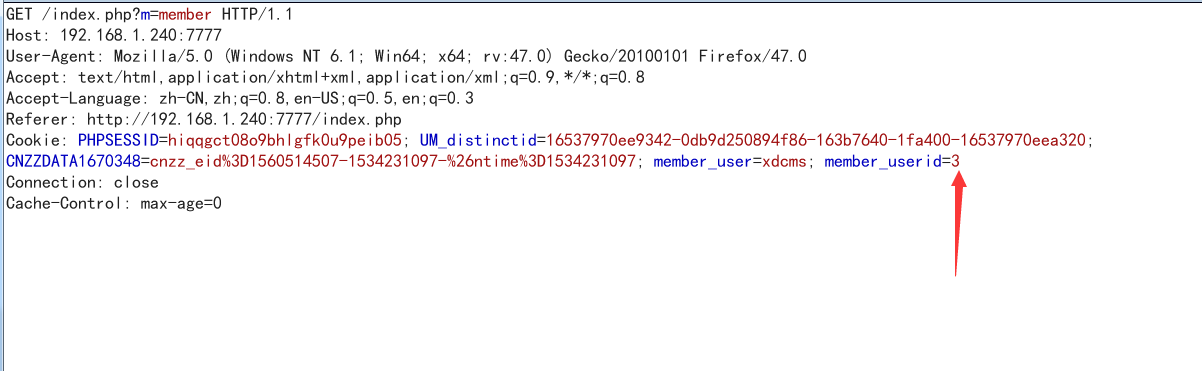 GET /index.php?m=member HTTP/1.1
Host: 192.168.1.240:7777
User-Agent: Mozilla/5.0 (Windows NT 6.1; Win64; x64; rv:47.0) Gecko/20100101 Firefox/47.0
Accept: text/html,application/xhtml+xml,application/xml;q=0.9,*/*;q=0.8
Accept-Language: zh-CN,zh;q=0.8,en-US;q=0.5,en;q=0.3
Referer: http://192.168.1.240:7777/index.php
Cookie: PHPSESSID=hiqqgct08o9bhlgfk0u9peib05; UM_distinctid=16537970ee9342-0db9d250894f86-163b7640-1fa400-16537970eea320;
CNZZDATA1670348=cnzz_eid%3D1560514507-1534231097-%26ntime%3D1534231097; member_user=xdcms; member_userid=3
Connection: close
Cache-Control: max-age=0